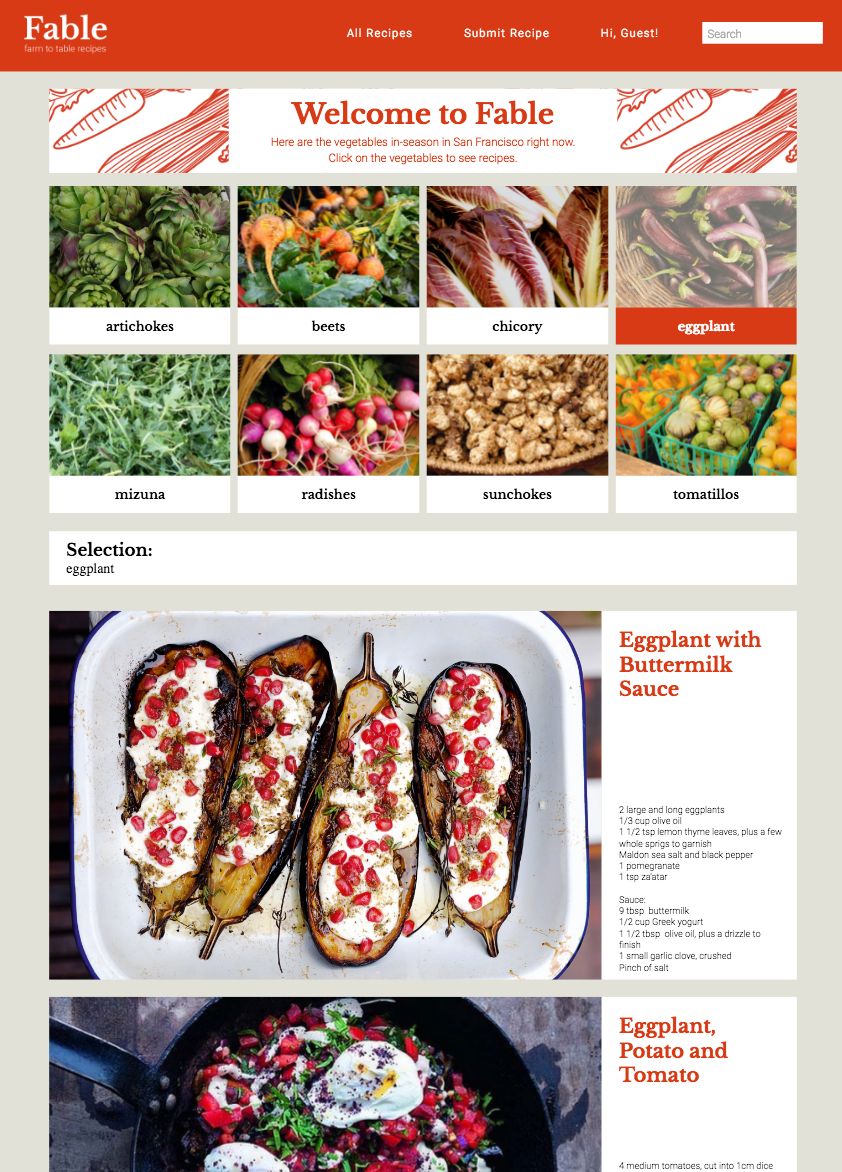 Fable
farm to table recipes
All Recipes
Submit Recipe
Hi, Guest!
Search
Welcome to Fable
Here are the vegetables in-season in San Francisco right now.
Click on the vegetables to see recipes.
artichokes
beets
chicory
eggplant
mizuna
radishes
sunchokes
tomatillos
Selection:
eggplant
Eggplant with
Buttermilk
Sauce
2 large and long eggplants
1/3 cup olive oil
1 1/2 tsp lemon thyme leaves, plus a few
whole sprigs to garnish
Maldon sea salt and black pepper
1 pomegranate
1 tsp za'atar
Sauce:
9 tbsp  buttermilk
1/2 cup Greek yogurt
1 1/2 tbsp  olive oil, plus a drizzle to
finish
1 small garlic clove, crushed
Pinch of salt
Eggplant,
Potato and
Tomato
4 medium tomatoes, cut into 1cm dice